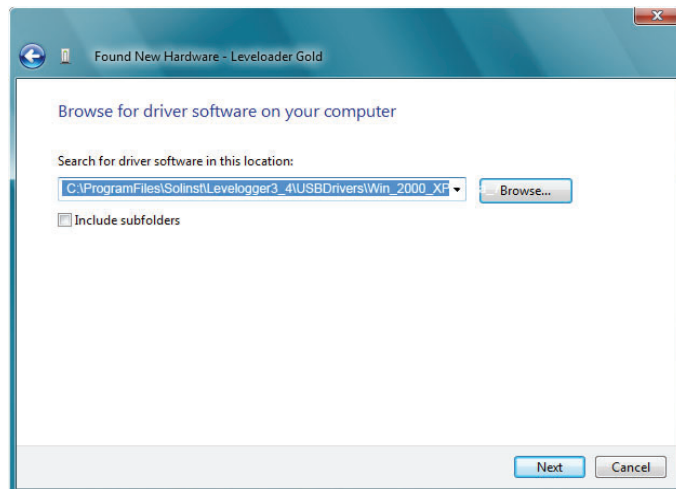 Found New Hardware - Leveloader Gold
Browse for driver software on your computer
Search for driver software in this location:
C:\ProgramFiles\Solinst\Levelogger3_4\USBDrivers\Win_2000_XP
Browse...
Include subfolders
Next
Cancel